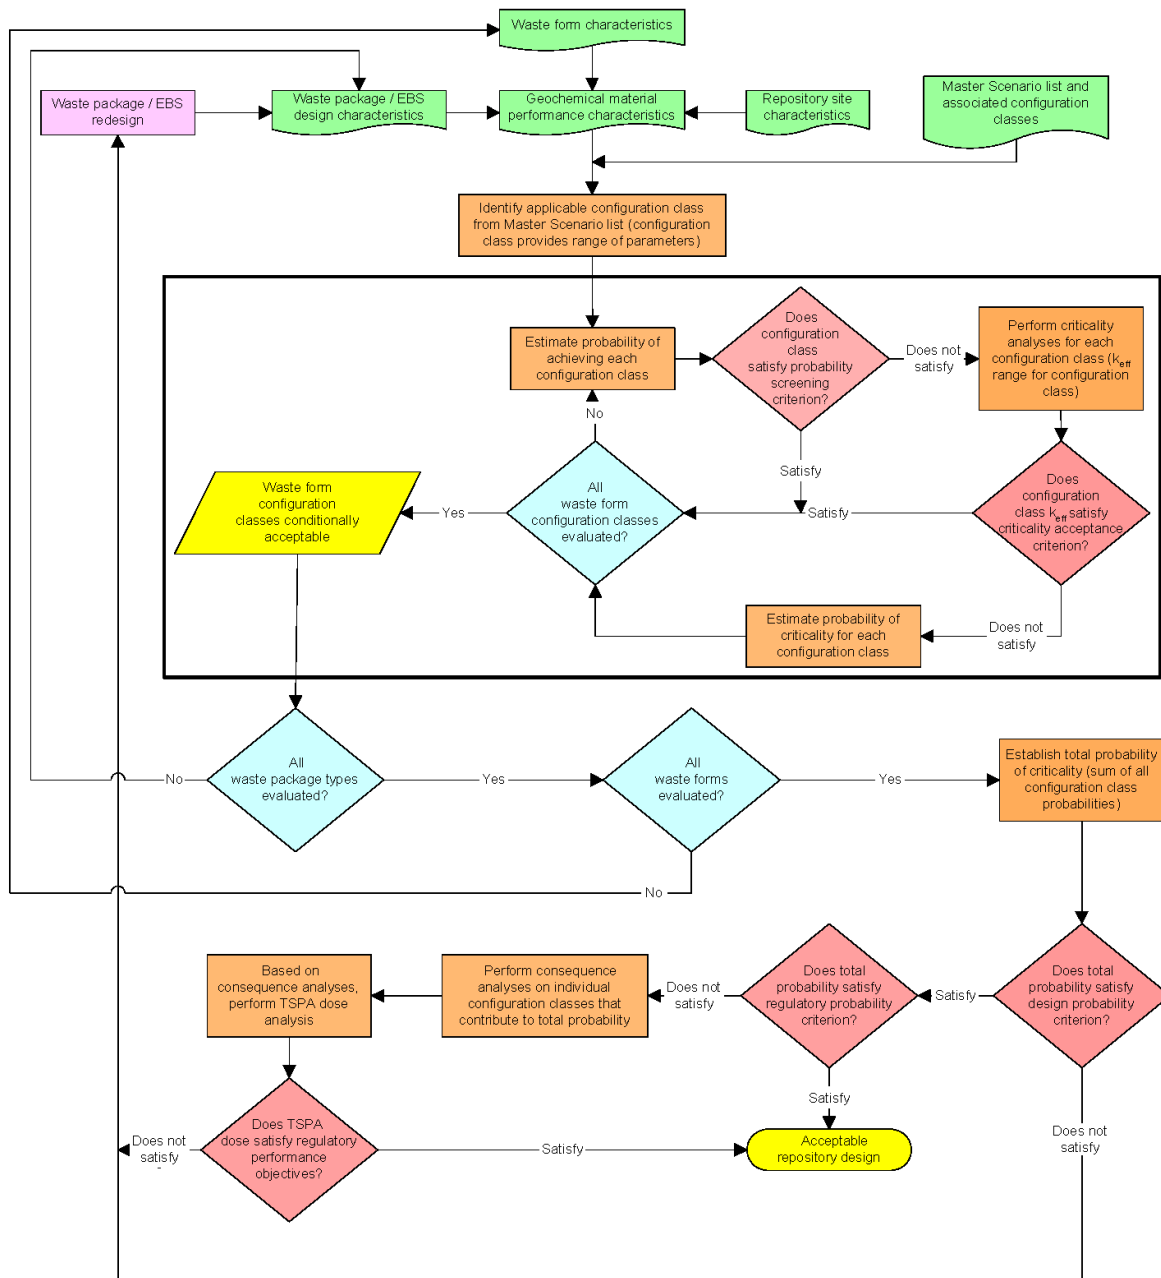 Waste form characteristics
Waste package / EBS
redesign
Waste package / EBS
design characteristics
Geochemical material
performance characteristics
Repository site
characteristics
Master Scenario list and
associated configuration
classes
Identify applicable configuration class
from Master Scenario list (configuration
class provides range of parameters)
Estimate probability of
achieving each
configuration class
Does
configuration
class
satisfy probability
screening
criterion?
Does not
satisfy
Perform criticality
analyses for each
configuration class (keff
range for configuration
class)
No
Satisfy
Waste form
configuration
classes conditionally
acceptable
Yes
All
waste form
configuration classes
evaluated?
Satisfy
Does
configuration
class keff satisfy
criticality acceptance
criterion?
Estimate probability of
criticality for each
configuration class
Does not
satisfy
No
All
waste package types
evaluated?
Yes
All
waste forms
evaluated?
Yes
Establish total probability
of criticality (sum of all
configuration class
probabilities)
No
Based on
consequence analyses,
perform TSPA dose
analysis
Perform consequence
analyses on individual
configuration classes that
contribute to total probability
Does not
satisfy
Does total
probability satisfy
regulatory probability
criterion?
Satisfy
Does total
probability satisfy
design probability
criterion?
Satisfy
Does not
satisfy
Does not
satisfy
-
Does TSPA
dose satisfy regulatory
performance
objectives?
Satisfy
Acceptable
repository design